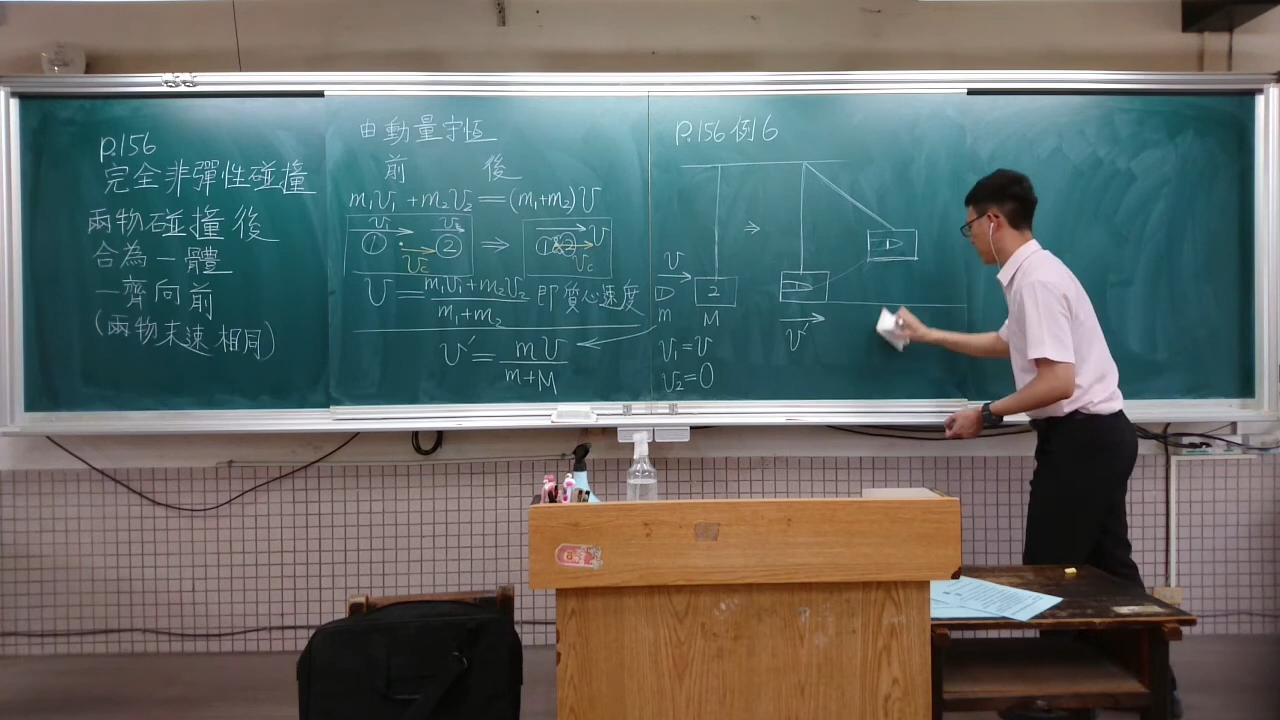 P.156
完全非彈性碰撞
兩物碰撞後
合為一體
一齊向前
(兩物末速相同)
由動量守恆
前 後
m₁v₁ + m₂v₂ = (m₁+m₂)v
v₁ v₂ v
① ② ⇒ ①②
v_c v_c
v = (m₁v₁+m₂v₂)/(m₁+m₂) 即質心速度
v′ = mv/(m+M)
P.156 例6
⇒
v
2
m M
v′
v₁=v
v₂=0